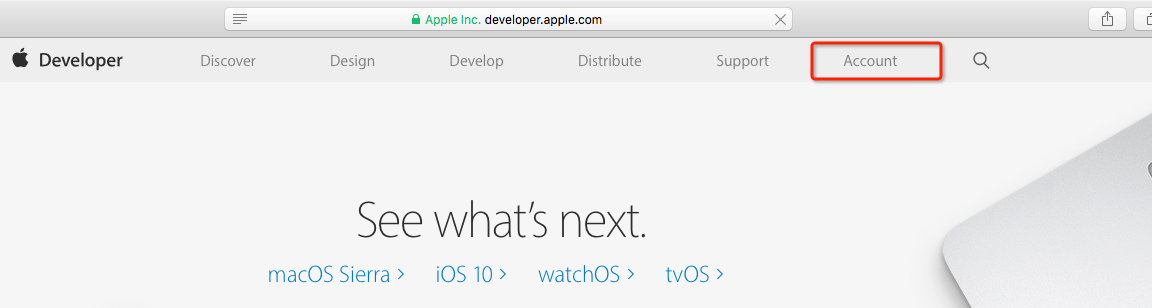 Apple Inc. developer.apple.com
Developer Discover Design Develop Distribute Support Account
See what's next.
macOS Sierra > iOS 10 > watchOS > tvOS >